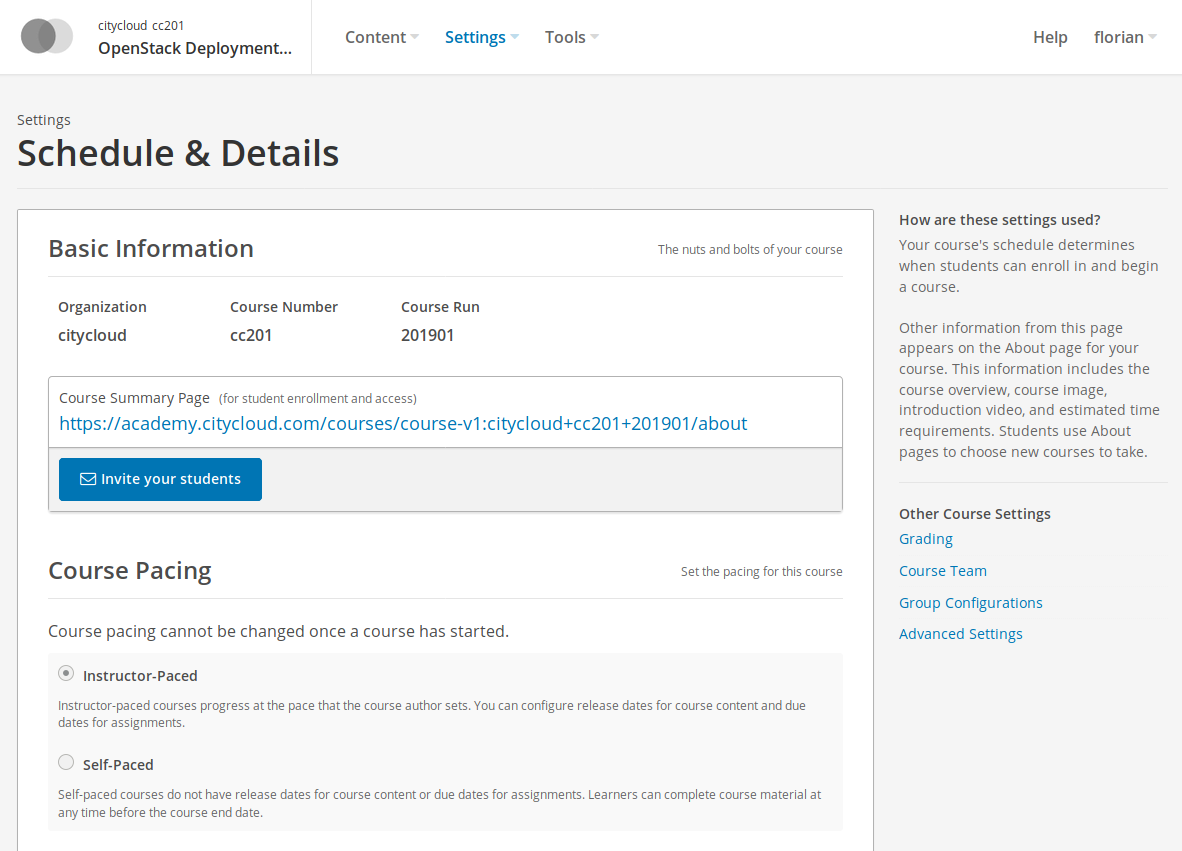 citycloud cc201
OpenStack Deployment...
Content
Settings
Tools
Help
florian
Settings
Schedule & Details
Basic Information
The nuts and bolts of your course
Organization
citycloud
Course Number
cc201
Course Run
201901
Course Summary Page (for student enrollment and access)
https://academy.citycloud.com/courses/course-v1:citycloud+cc201+201901/about
Invite your students
Course Pacing
Set the pacing for this course
Course pacing cannot be changed once a course has started.
Instructor-Paced
Instructor-paced courses progress at the pace that the course author sets. You can configure release dates for course content and due
dates for assignments.
Self-Paced
Self-paced courses do not have release dates for course content or due dates for assignments. Learners can complete course material at
any time before the course end date.
How are these settings used?
Your course's schedule determines
when students can enroll in and begin
a course.
Other information from this page
appears on the About page for your
course. This information includes the
course overview, course image,
introduction video, and estimated time
requirements. Students use About
pages to choose new courses to take.
Other Course Settings
Grading
Course Team
Group Configurations
Advanced Settings